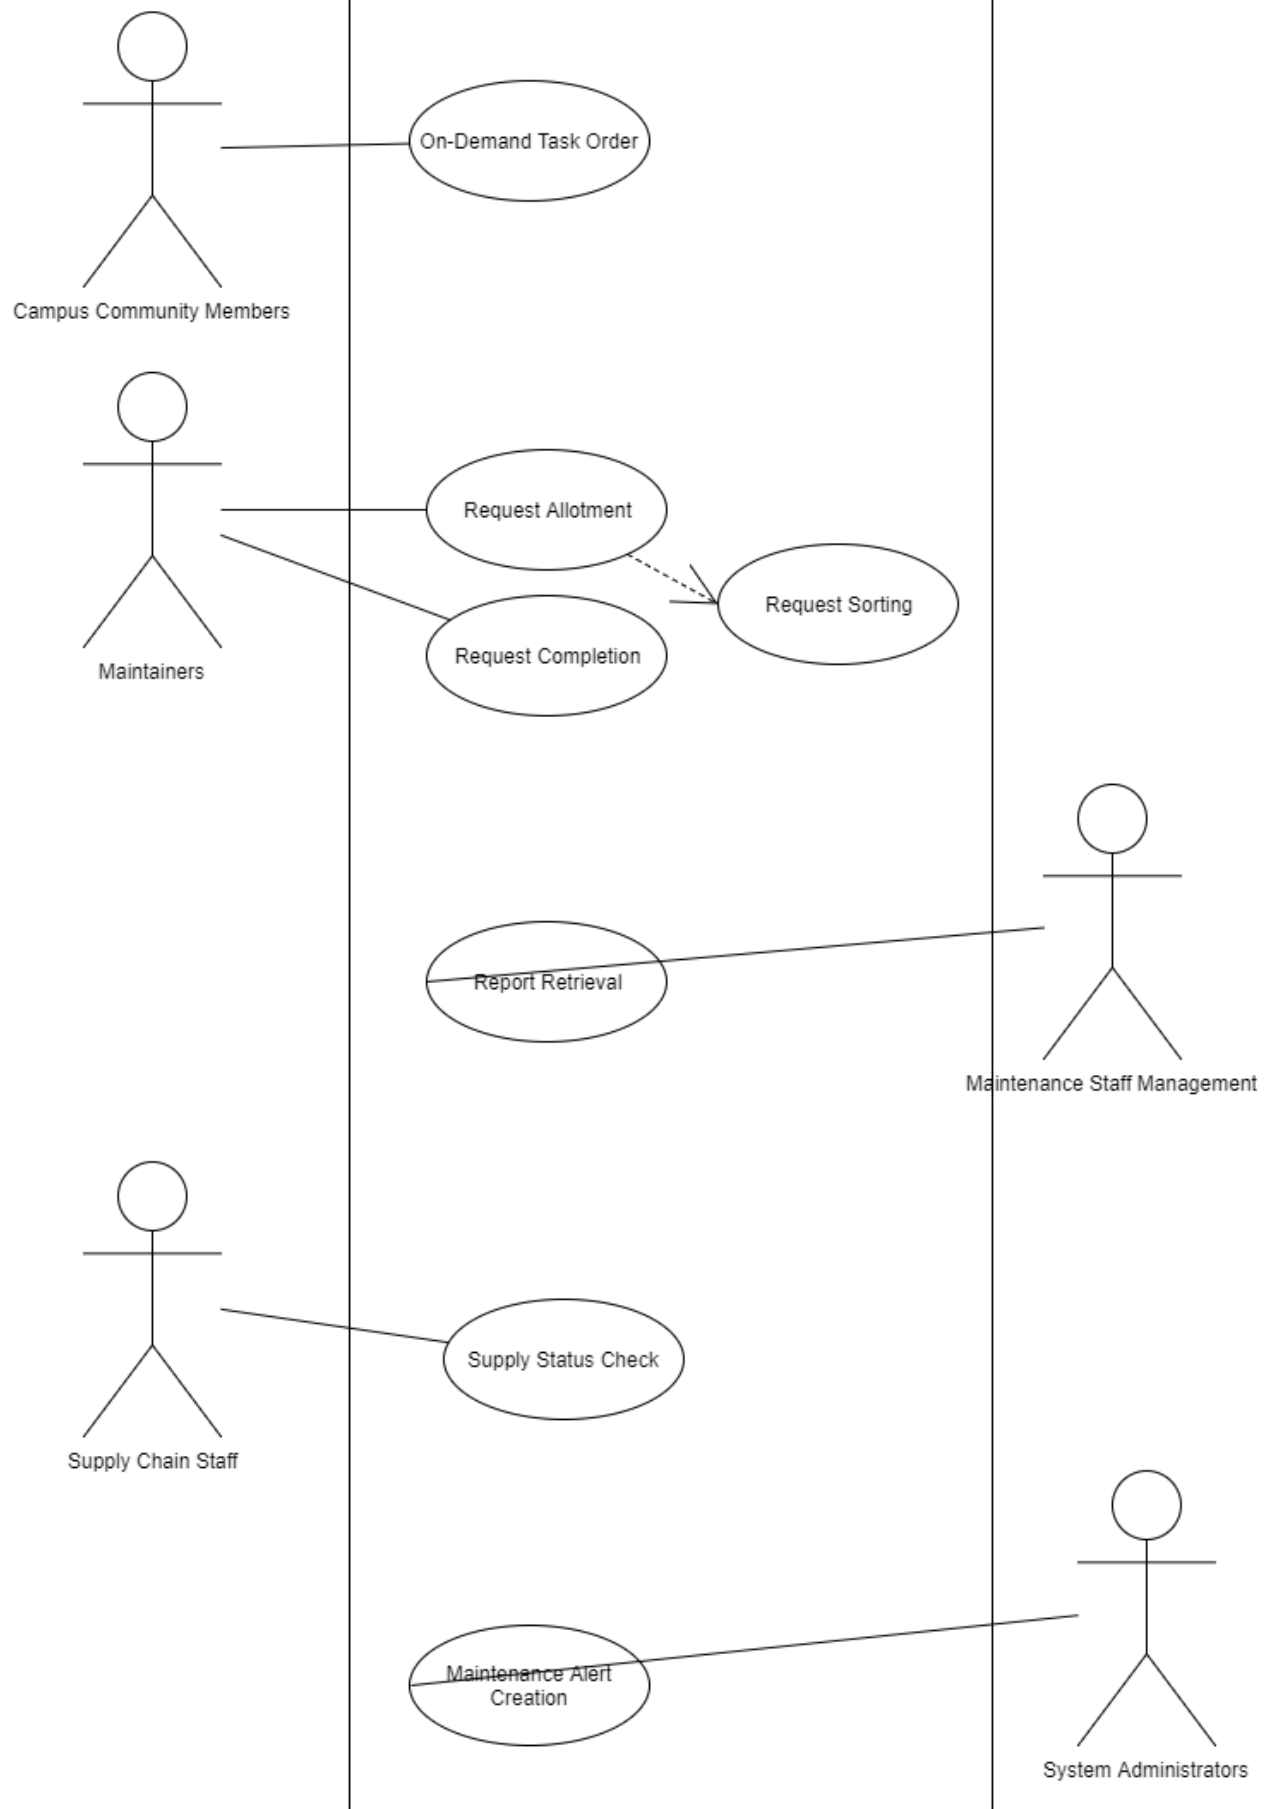 On-Demand Task Order
Campus Community Members
Request Allotment
Request Sorting
Request Completion
Maintainers
Report Retrieval
Maintenance Staff Management
Supply Status Check
Supply Chain Staff
Maintenance Alert
Creation
System Administrators